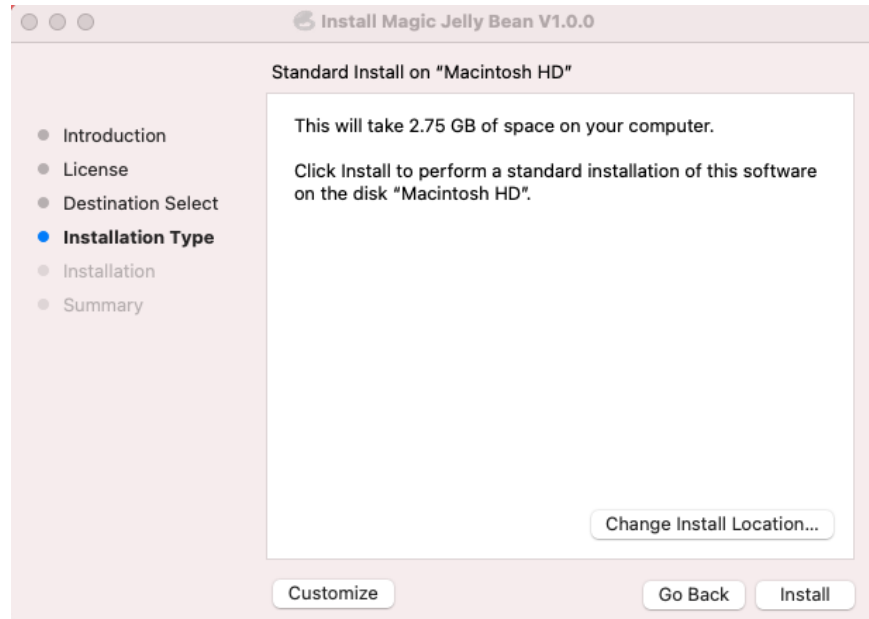 Install Magic Jelly Bean V1.0.0
Standard Install on “Macintosh HD”
Introduction
License
Destination Select
Installation Type
Installation
Summary
This will take 2.75 GB of space on your computer.
Click Install to perform a standard installation of this software
on the disk “Macintosh HD”.
Change Install Location...
Customize
Go Back
Install